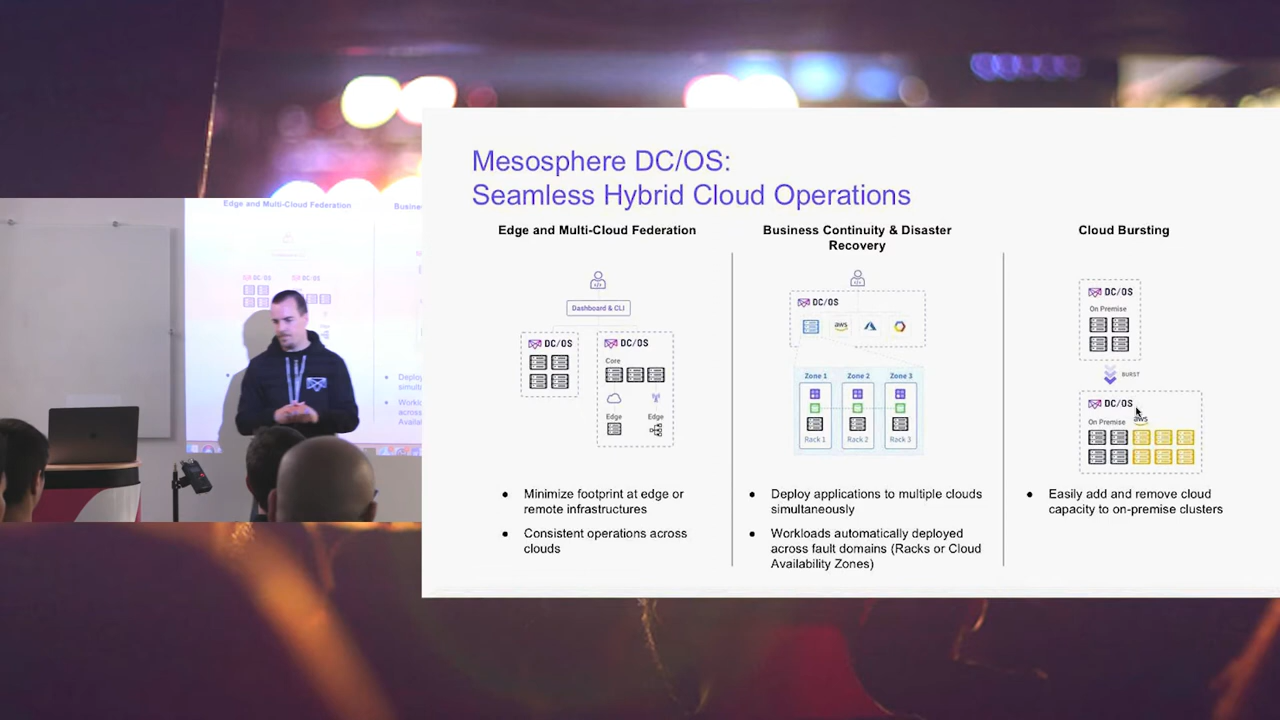 Mesosphere DC/OS:
Seamless Hybrid Cloud Operations
Edge and Multi-Cloud Federation
Dashboard & CLI
DC/OS
DC/OS
Core
Edge
Edge
● Minimize footprint at edge or
remote infrastructures
● Consistent operations across
clouds
Business Continuity & Disaster
Recovery
DC/OS
aws
Zone 1
Zone 2
Zone 3
Rack 1
Rack 2
Rack 3
● Deploy applications to multiple clouds
simultaneously
● Workloads automatically deployed
across fault domains (Racks or Cloud
Availability Zones)
Cloud Bursting
DC/OS
On Premise
BURST
DC/OS
On Premise
aws
● Easily add and remove cloud
capacity to on-premise clusters
Edge and Multi-Cloud Federation
DC/OS
DC/OS